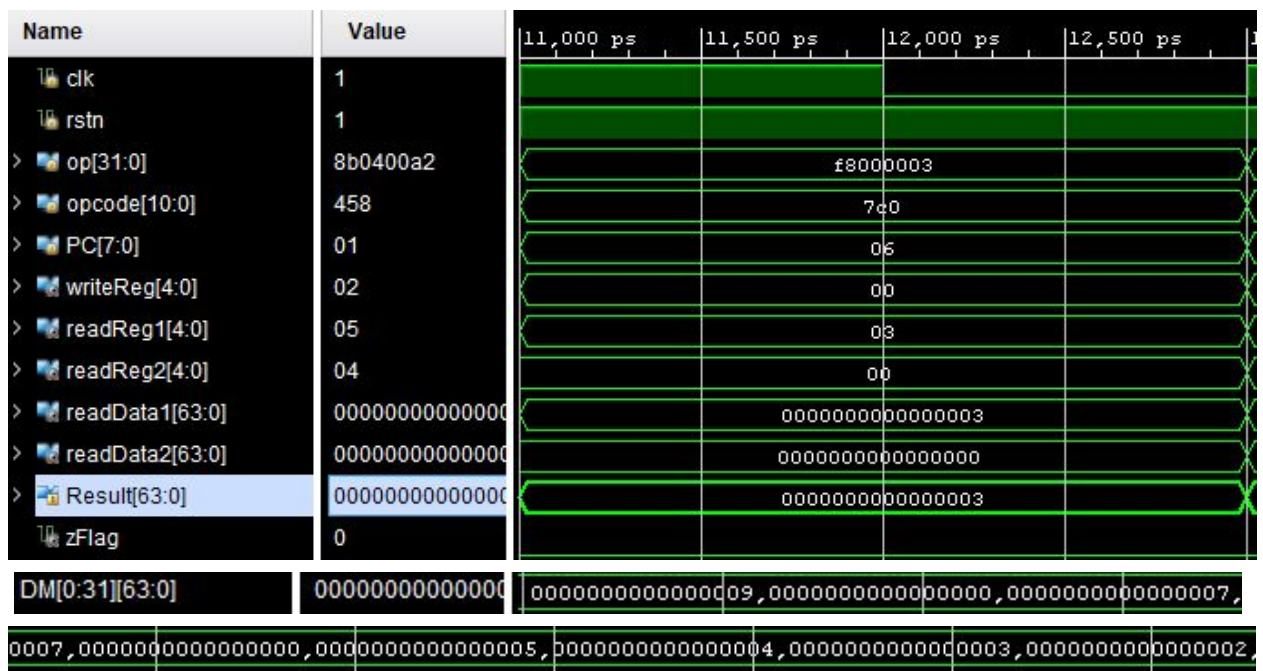 Name Value 11,000 ps 11,500 ps 12,000 ps 12,500 ps
clk 1
rstn 1
op[31:0] 8b0400a2 f8000003
opcode[10:0] 458 7c0
PC[7:0] 01 06
writeReg[4:0] 02 00
readReg1[4:0] 05 03
readReg2[4:0] 04 00
readData1[63:0] 00000000000000 0000000000000003
readData2[63:0] 00000000000000 0000000000000000
Result[63:0] 00000000000000 0000000000000003
zFlag 0
DM[0:31][63:0] 00000000000000 0000000000000009,0000000000000000,0000000000000007,
0007,0000000000000000,0000000000000005,0000000000000004,0000000000000003,0000000000000002,